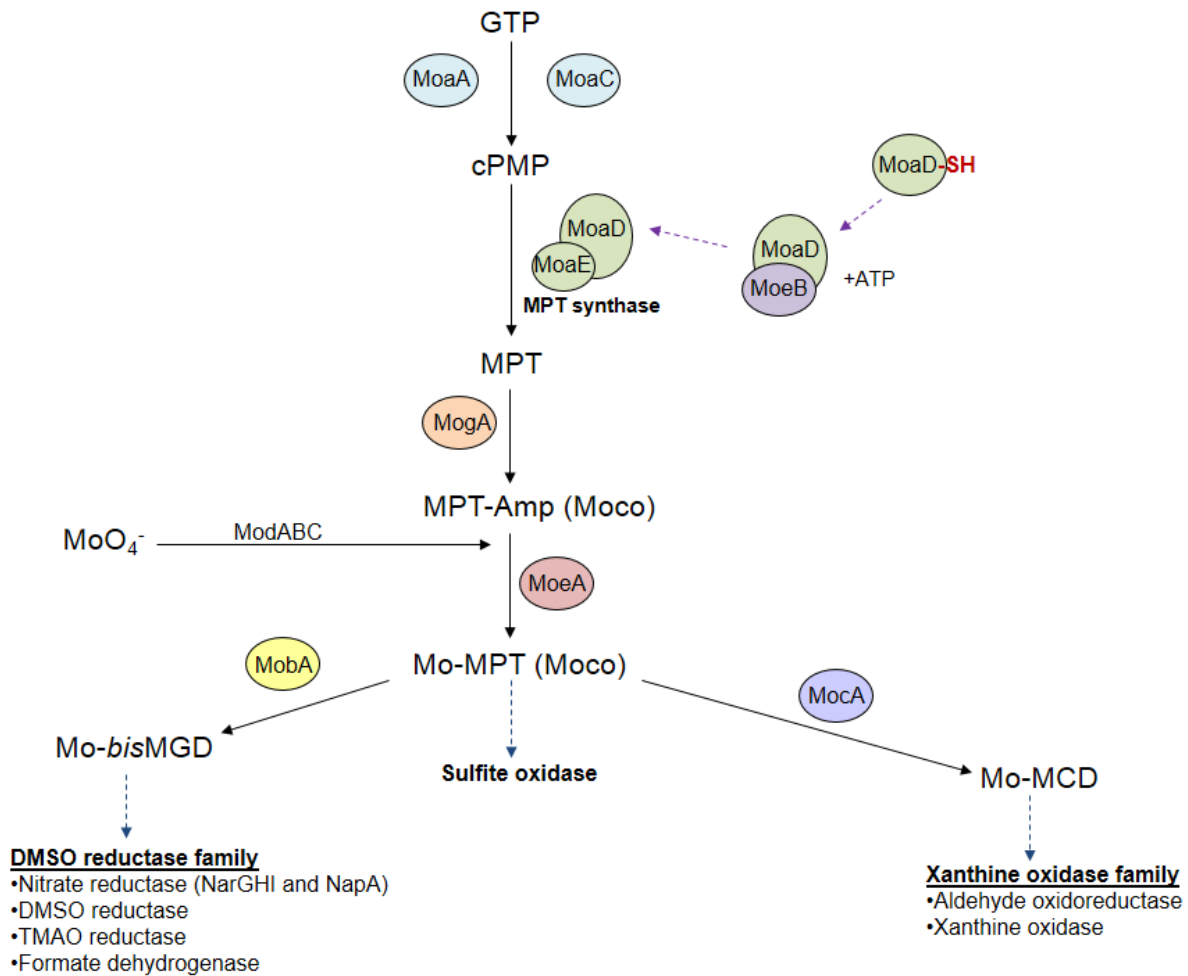 GTP
MoaA
MoaC
cPMP
MoaD-SH
MoaD
MoaE
MPT synthase
MoaD
MoeB
+ATP
MPT
MogA
MPT-Amp (Moco)
MoO₄⁻
ModABC
MoeA
Mo-MPT (Moco)
MobA
MocA
Mo-bisMGD
Sulfite oxidase
Mo-MCD
DMSO reductase family
•Nitrate reductase (NarGHI and NapA)
•DMSO reductase
•TMAO reductase
•Formate dehydrogenase
Xanthine oxidase family
•Aldehyde oxidoreductase
•Xanthine oxidase